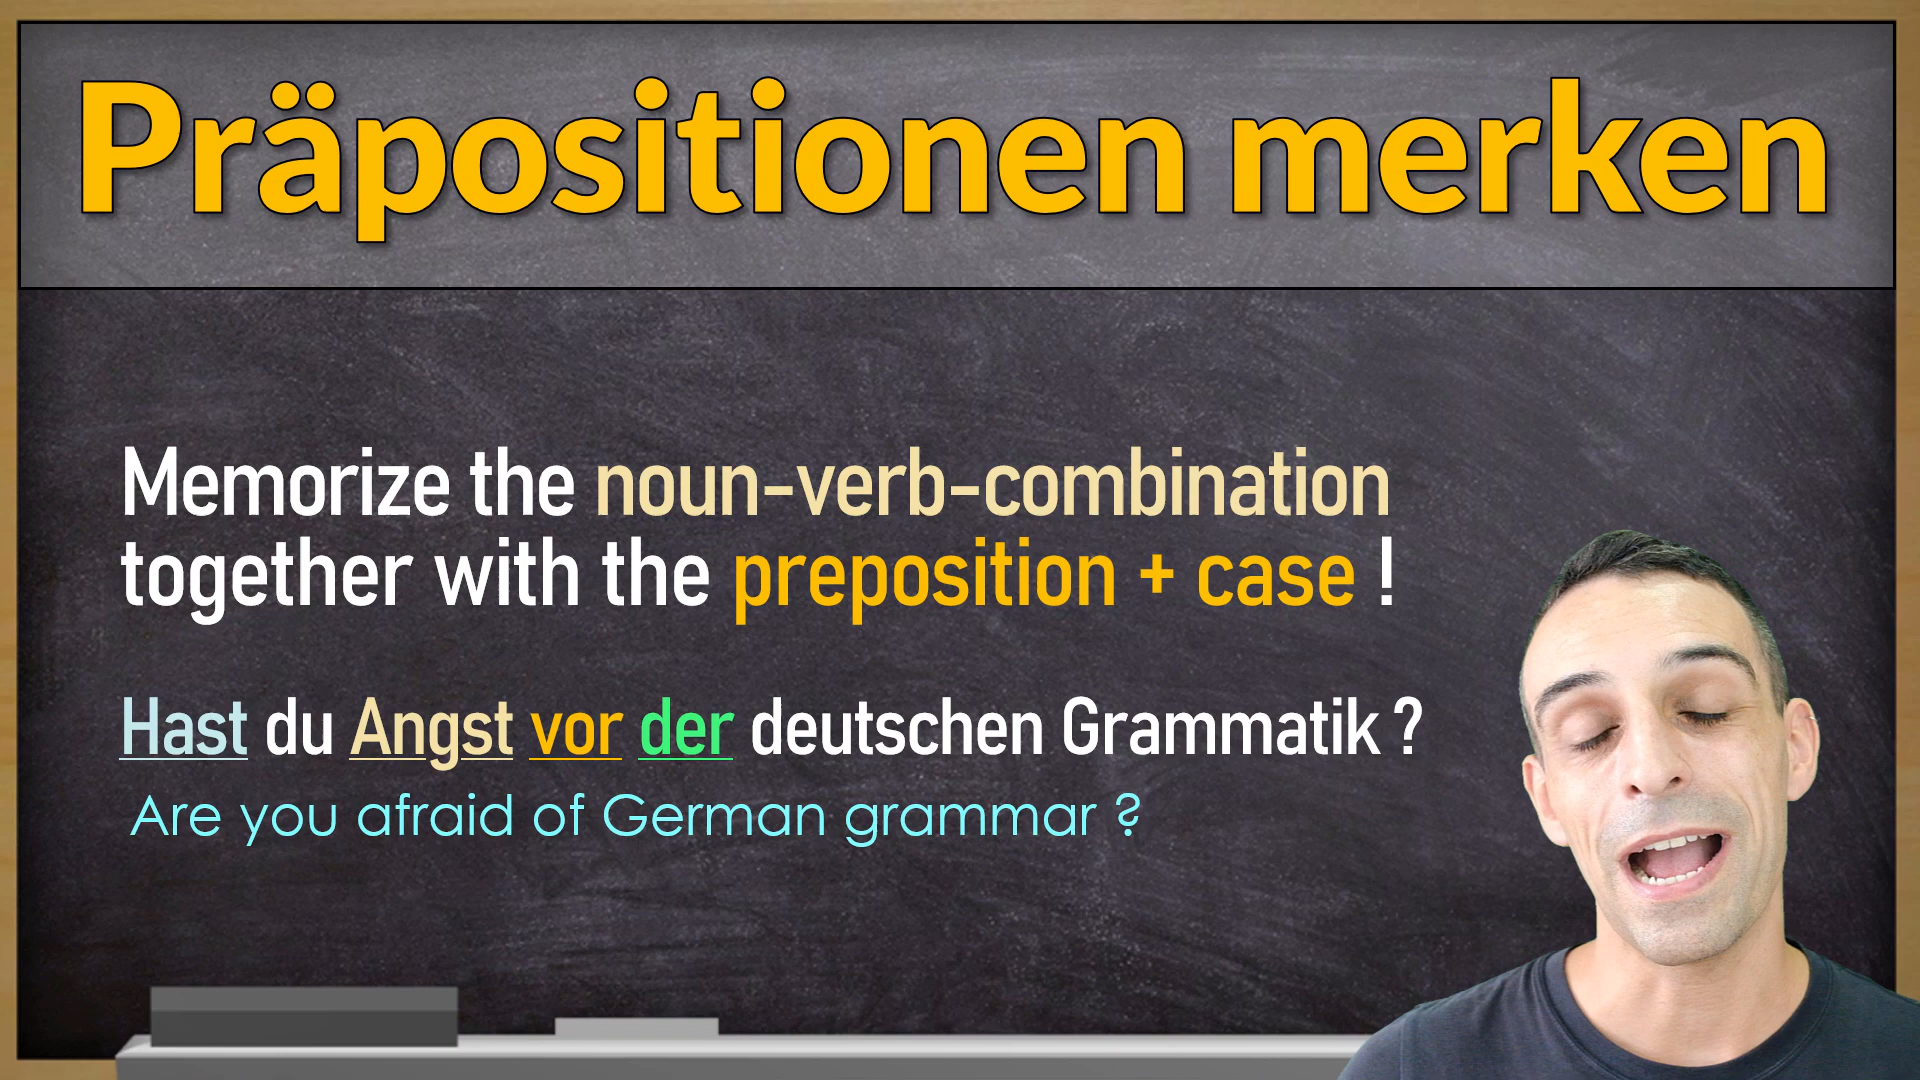 Präpositionen merken
Memorize the noun-verb-combination
together with the preposition + case !
Hast du Angst vor der deutschen Grammatik ?
Are you afraid of German grammar ?